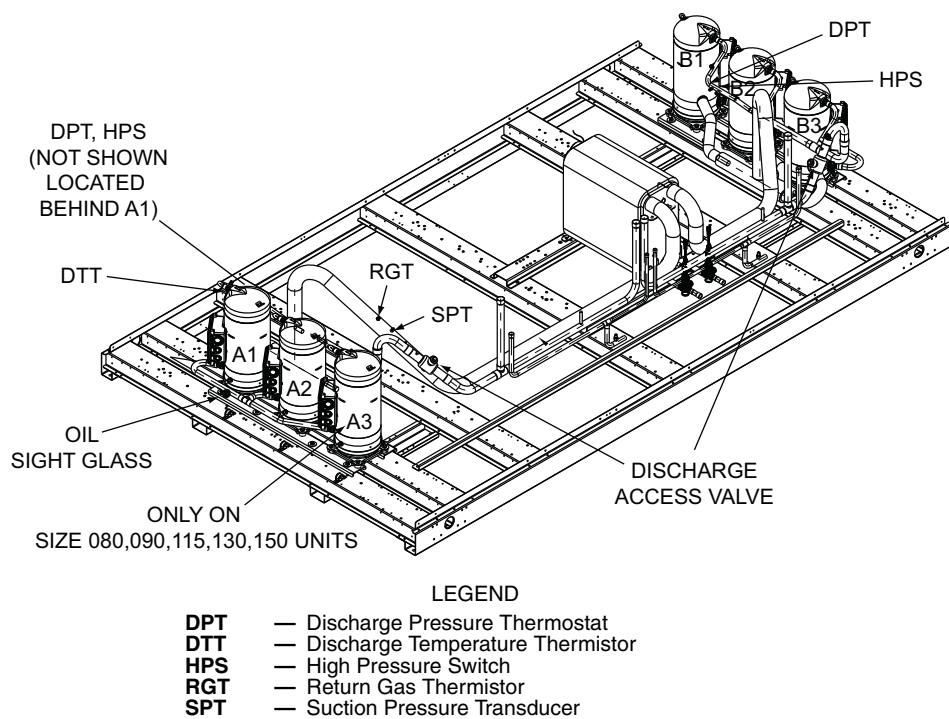 DPT
HPS
B1
B2
B3
DPT, HPS
(NOT SHOWN
LOCATED
BEHIND A1)
DTT
RGT
SPT
A1
A2
A3
OIL
SIGHT GLASS
DISCHARGE
ACCESS VALVE
ONLY ON
SIZE 080,090,115,130,150 UNITS
LEGEND
DPT — Discharge Pressure Thermostat
DTT — Discharge Temperature Thermistor
HPS — High Pressure Switch
RGT — Return Gas Thermistor
SPT — Suction Pressure Transducer